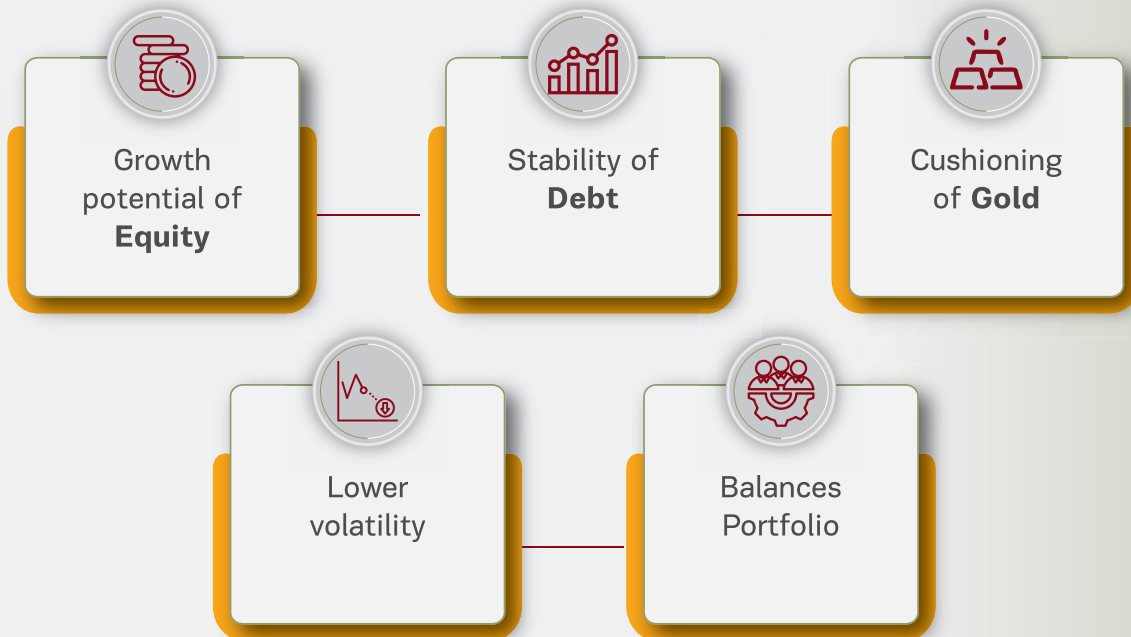 Growth
potential of
Equity
Stability of
Debt
Cushioning
of Gold
Lower
volatility
Balances
Portfolio